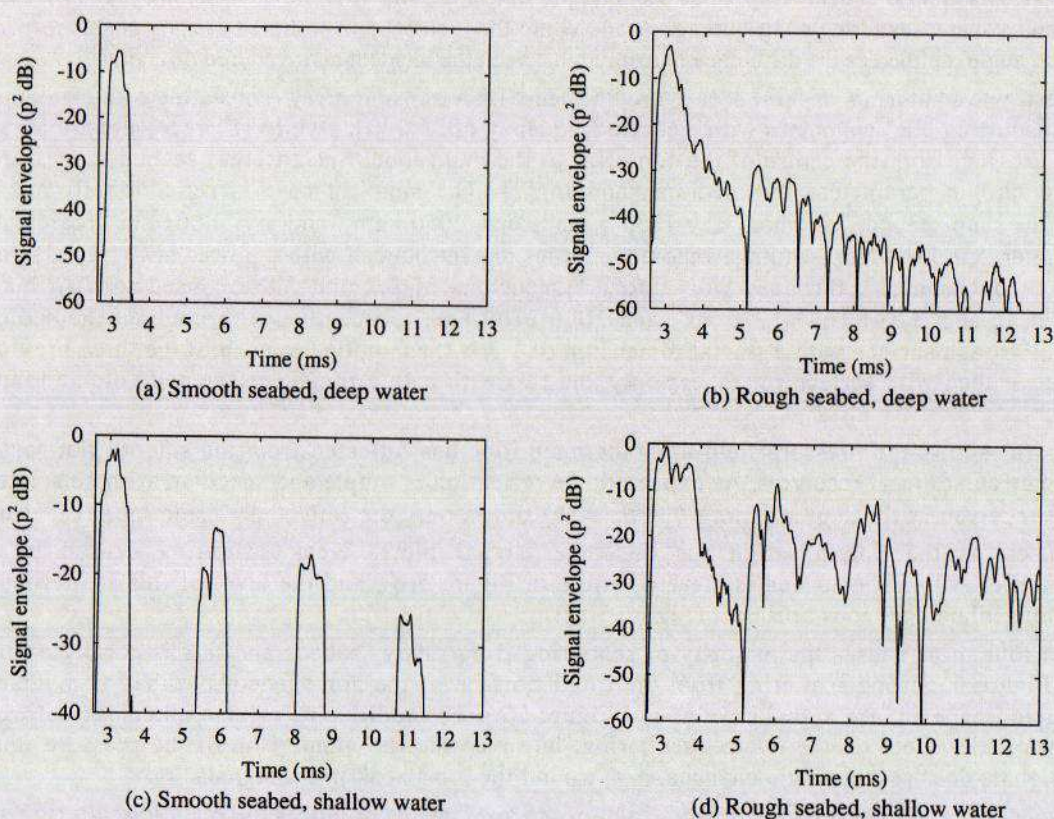 0
-10
-20
-30
-40
-50
-60
Signal envelope (p² dB)
3 4 5 6 7 8 9 10 11 12 13
Time (ms)
(a) Smooth seabed, deep water
0
-10
-20
-30
-40
-50
-60
Signal envelope (p² dB)
3 4 5 6 7 8 9 10 11 12 13
Time (ms)
(b) Rough seabed, deep water
0
-10
-20
-30
-40
Signal envelope (p² dB)
3 4 5 6 7 8 9 10 11 12 13
Time (ms)
(c) Smooth seabed, shallow water
0
-10
-20
-30
-40
-50
-60
Signal envelope (p² dB)
3 4 5 6 7 8 9 10 11 12 13
Time (ms)
(d) Rough seabed, shallow water